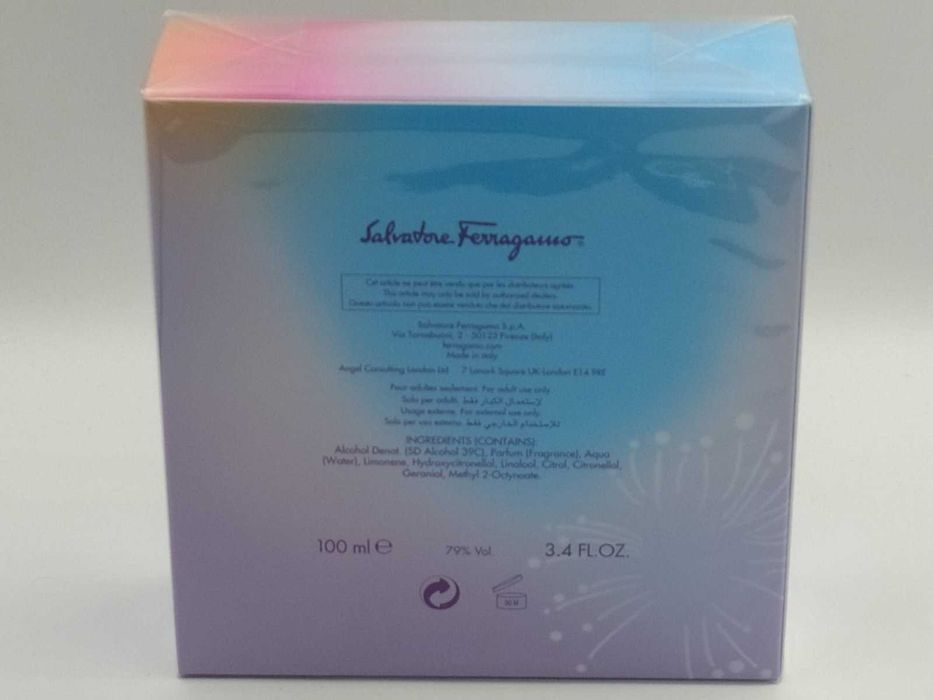 Salvatore Ferragamo®
Cet article ne peut être vendu que par les distributeurs agréés
This article may only be sold by authorized dealers
Questo articolo non può essere venduto che dal distributore autorizzato
Salvatore Ferragamo S.p.A.
Via Tornabuoni, 2 - 50123 Firenze (Italy)
ferragamo.com
Made in Italy
Angel Consulting London Ltd 7 Lanark Square UK-London E14 9RE
Pour adultes seulement. For adult use only.
Solo per adulti. لإستعمال الكبار فقط
Usage externe. For external use only.
Solo per uso esterno. للإستخدام الخارجي فقط
INGREDIENTS (CONTAINS):
Alcohol Denat. (SD Alcohol 39C), Parfum (Fragrance), Aqua
(Water), Limonene, Hydroxycitronellal, Linalool, Citral, Citronellol,
Geraniol, Methyl 2-Octynoate.
100 ml ℮ 79% Vol. 3.4 FL.OZ.